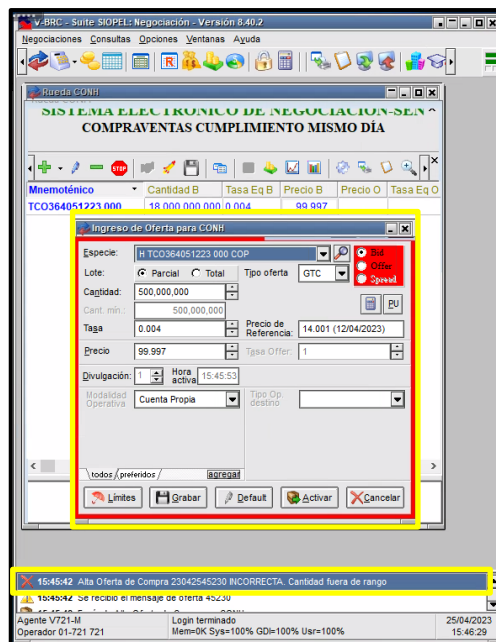 v-BRC - Suite SIOPEL: Negociación - Versión 8.40.2
Negociaciones Consultas Opciones Ventanas Ayuda
Rueda CONH
SISTEMA ELECTRONICO DE NEGOCIACION-SEN
COMPRAVENTAS CUMPLIMIENTO MISMO DÍA
Mnemotécnico Cantidad B Tasa Eq B Precio B Precio O Tasa Eq O
TCO364051223 000 18,000,000,000 0.004 99.997
Ingreso de Oferta para CONH
Especie: H TCO364051223 000 COP
Bid
Offer
Spread
Lote: Parcial Total Tipo oferta GTC
Cantidad: 500,000,000
Cant. mín.: 500,000,000
PU
Tasa 0.004 Precio de Referencia: 14.001 (12/04/2023)
Precio 99.997 Tasa Offer: 1
Divulgación: 1 Hora activa 15:45:53
Modalidad Operativa Cuenta Propia Tipo Op. destino
todos preferidos agregar
Límites Grabar Default Activar Cancelar
15:45:42 Alta Oferta de Compra 23042545230 INCORRECTA. Cantidad fuera de rango
15:45:42 Se recibió el mensaje de oferta 45230
Agente V721-M Login terminado 25/04/2023
Operador 01-721 721 Mem=0K Sys=100% GDI=100% Usr=100% 15:46:29